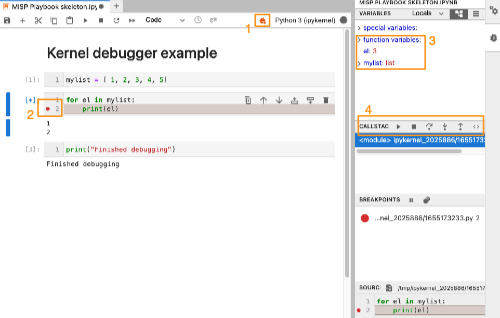 MISP Playbook skeleton.ipyn
Code
Python 3 (ipykernel)
1
Kernel debugger example
[1]:
1 mylist = [ 1, 2, 3, 4, 5]
[*]:
1 for el in mylist:
2 print(el)
2
1
2
[3]:
1 print("Finished debugging")
Finished debugging
MISP PLAYBOOK SKELETON.IPYNB
VARIABLES Locals
special variables:
function variables:
el: 3
mylist: list
3
4
CALLSTAC
<module> ipykernel_2025886/1655173233
BREAKPOINTS
...nel_2025886/1655173233.py 2
SOURC
/tmp/ipykernel_2025886/165
1 for el in mylist:
2 print(el)